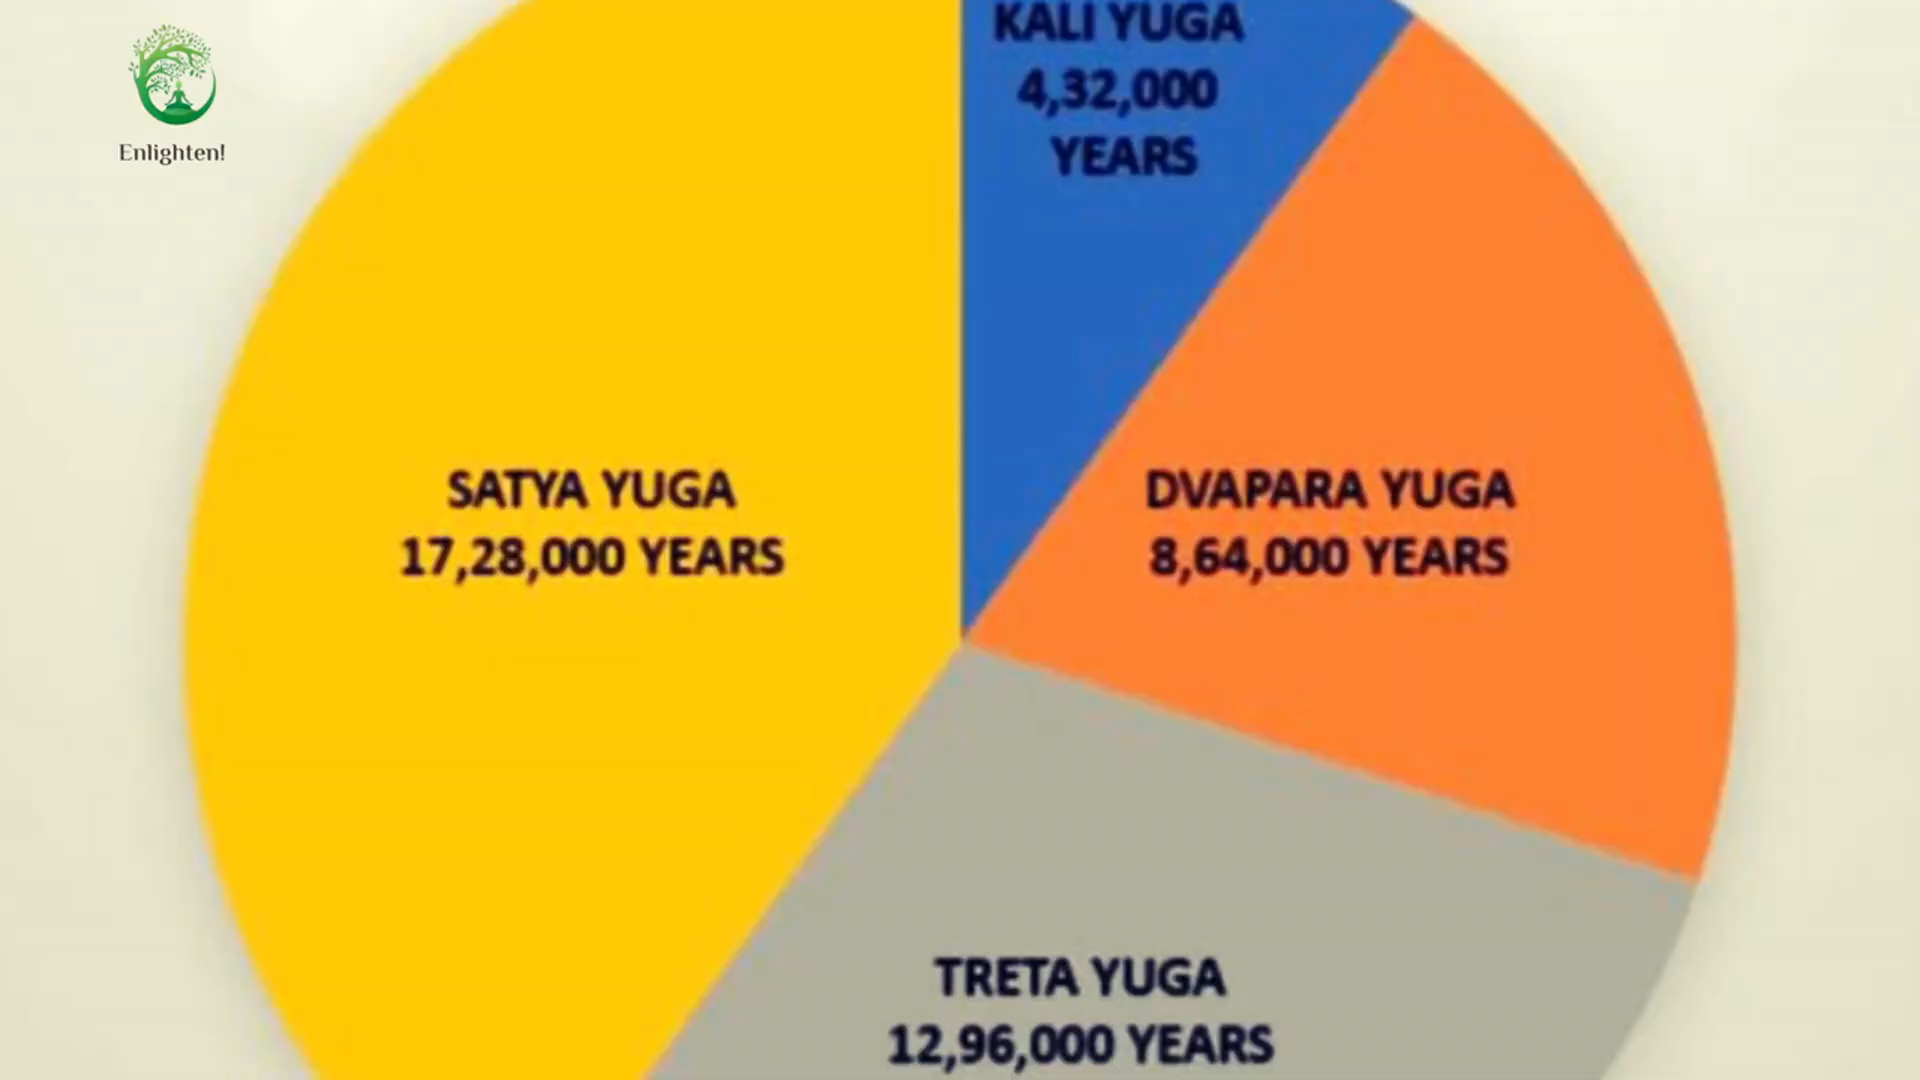 Enlighten!
KALI YUGA
4,32,000
YEARS
SATYA YUGA
17,28,000 YEARS
DVAPARA YUGA
8,64,000 YEARS
TRETA YUGA
12,96,000 YEARS